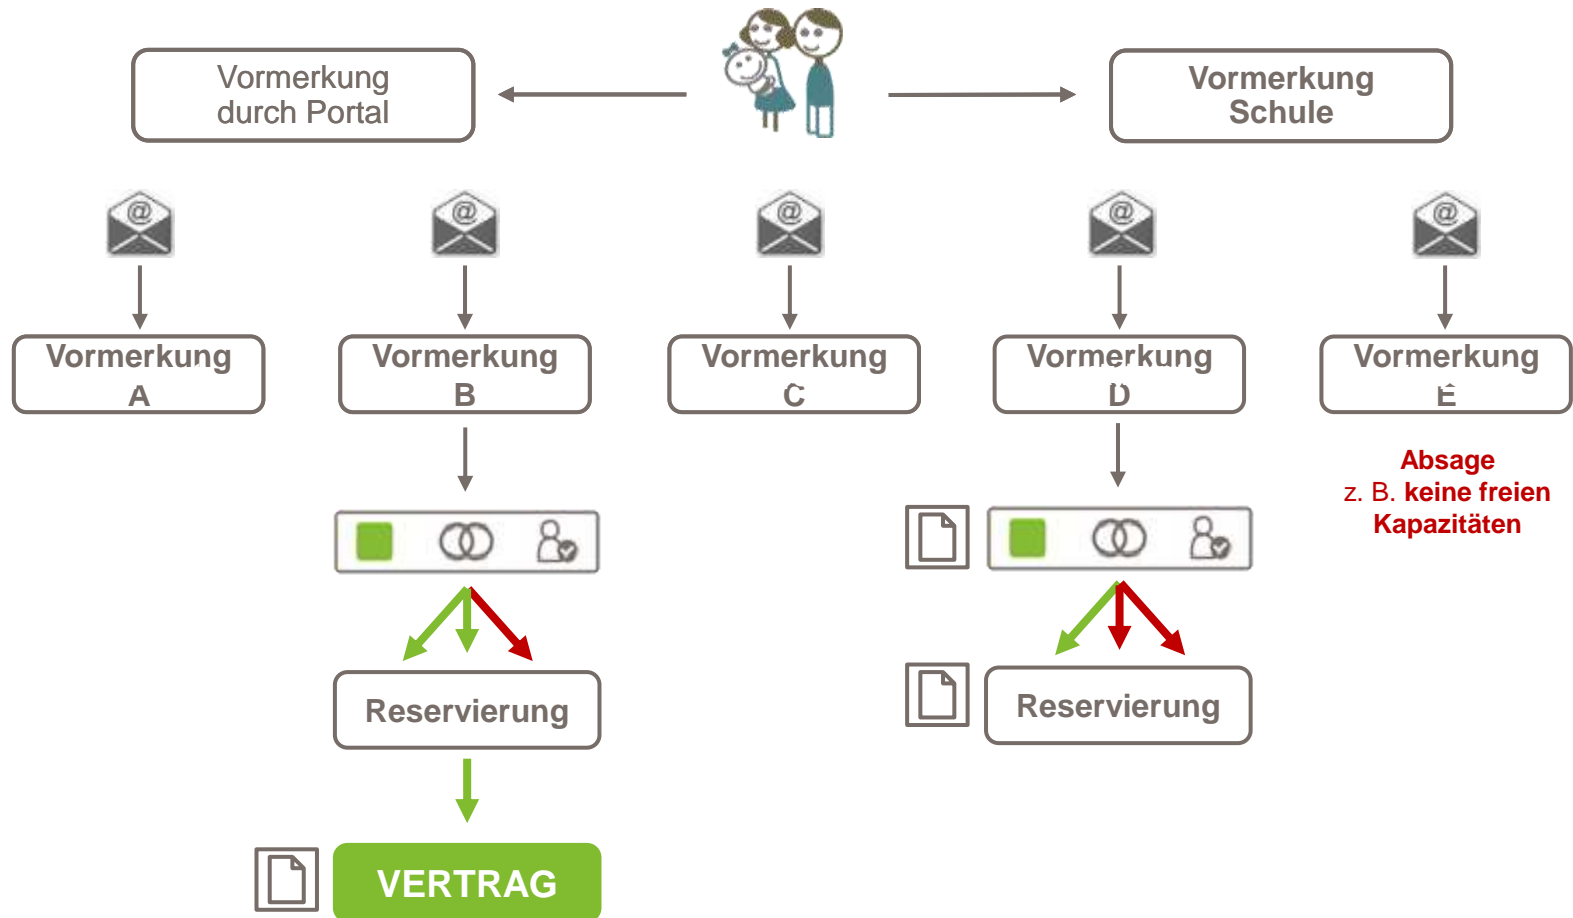 Vormerkung
durch Portal
Vormerkung
Schule
@
@
@
@
@
Vormerkung
A
Vormerkung
B
Vormerkung
C
Vormerkung
D
Vormerkung
E
Absage
z. B. keine freien
Kapazitäten
Reservierung
Reservierung
VERTRAG